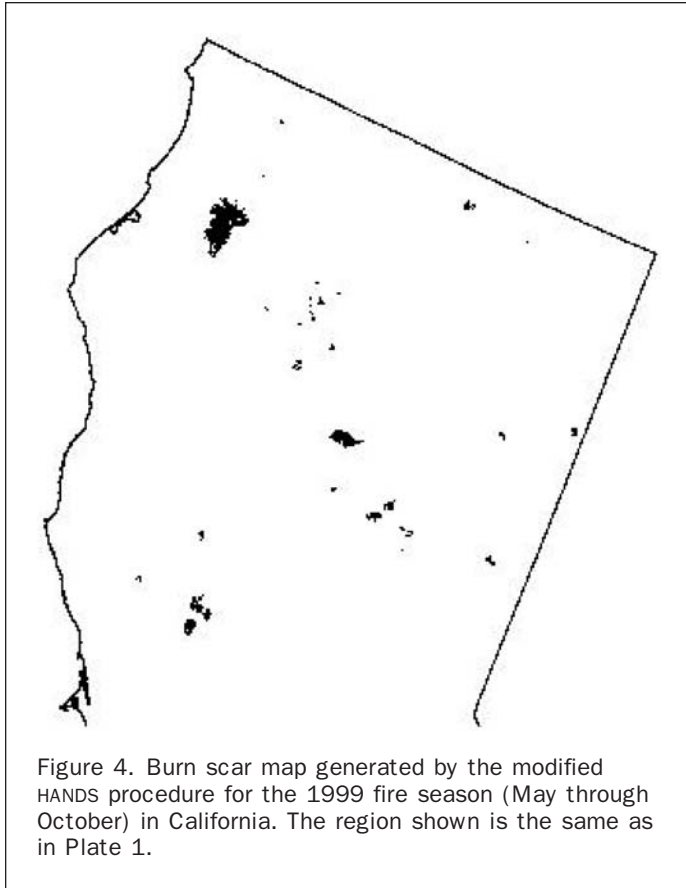 Figure 4. Burn scar map generated by the modified
HANDS procedure for the 1999 fire season (May through
October) in California. The region shown is the same as
in Plate 1.